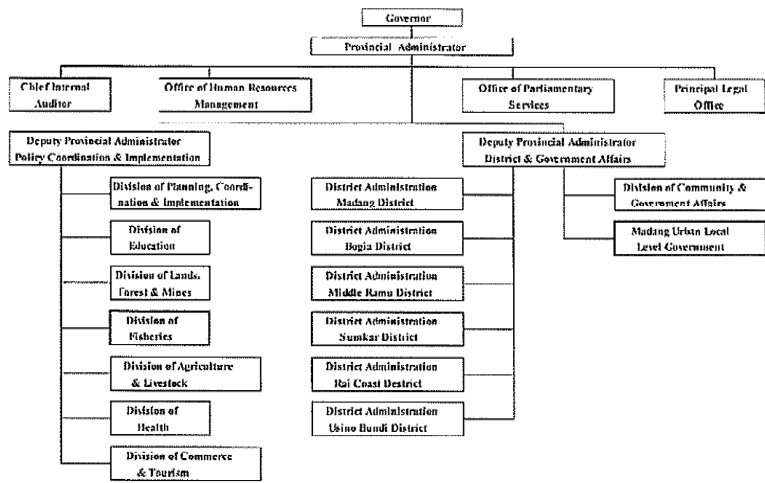 Governor
Provincial Administrator
Chief Internal
Auditor
Office of Human Resources
Management
Office of Parliamentary
Services
Principal Legal
Office
Deputy Provincial Administrator
Policy Coordination & Implementation
Deputy Provincial Administrator
District & Government Affairs
Division of Planning, Coordi-
nation & Implementation
Division of
Education
Division of Lands,
Forest & Mines
Division of
Fisheries
Division of Agriculture
& Livestock
Division of
Health
Division of Commerce
& Tourism
District Administration
Madang District
District Administration
Bogia District
District Administration
Middle Ramu District
District Administration
Sumkar District
District Administration
Rai Coast Destrict
District Administration
Usino Bundi District
Division of Community &
Government Affairs
Madang Urban Local
Level Government